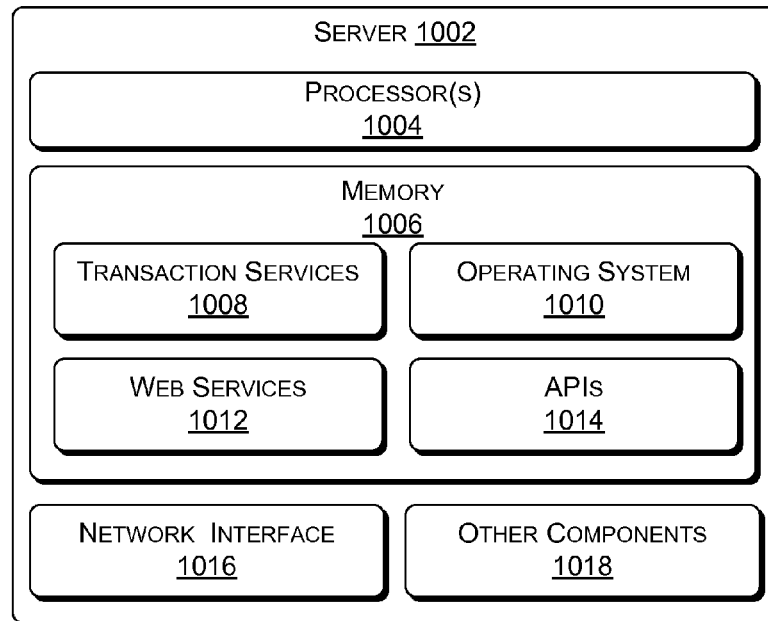 SERVER 1002
PROCESSOR(S)
1004
MEMORY
1006
TRANSACTION SERVICES
1008
OPERATING SYSTEM
1010
WEB SERVICES
1012
APIS
1014
NETWORK INTERFACE
1016
OTHER COMPONENTS
1018